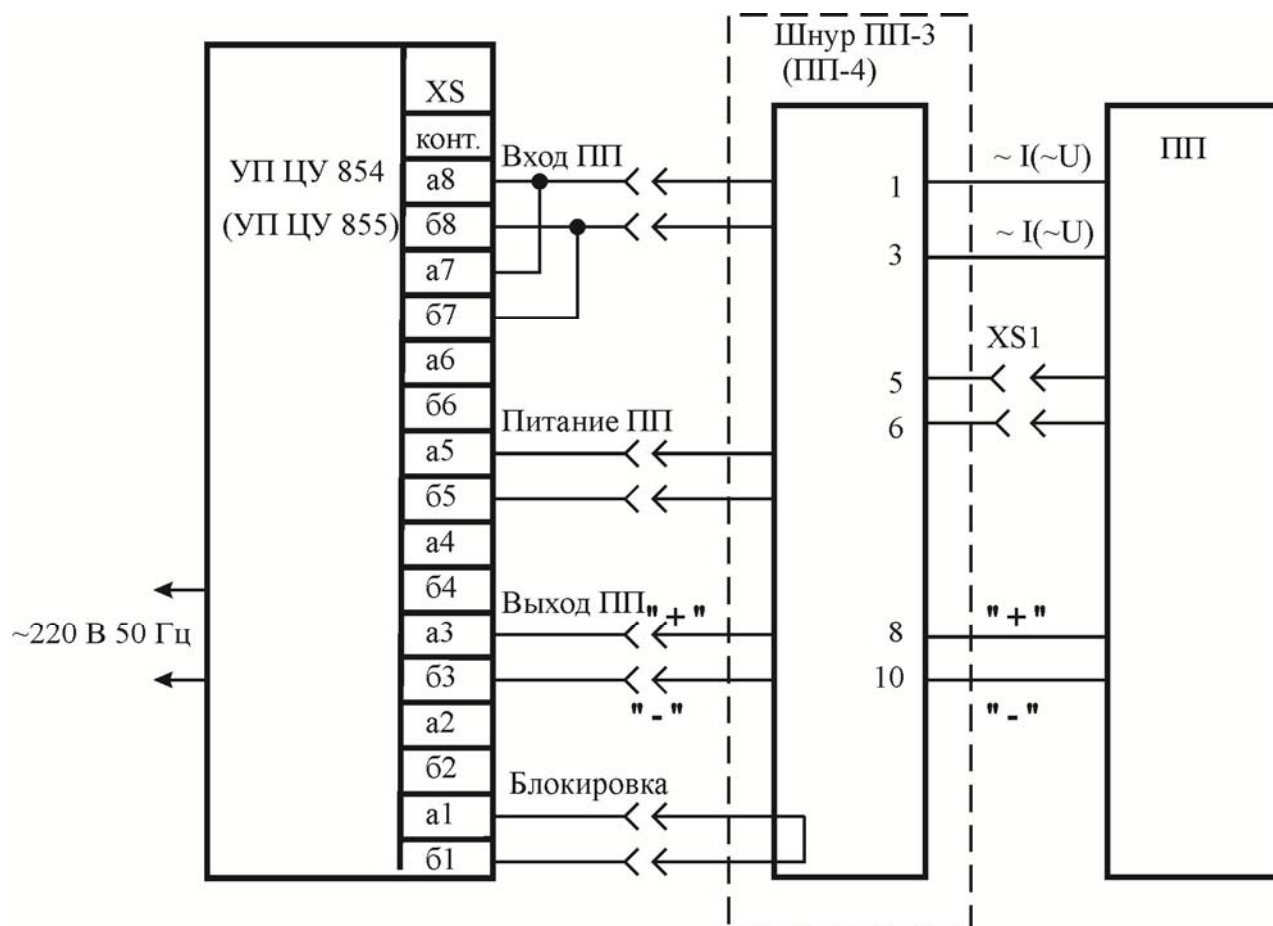 Шнур ПП-3
(ПП-4)
XS
конт.
УП ЦУ 854
(УП ЦУ 855)
а8
б8
а7
б7
а6
б6
а5
б5
а4
б4
а3
б3
а2
б2
а1
б1
~220 В 50 Гц
Вход ПП
Питание ПП
Выход ПП
"+"
"-"
Блокировка
1
3
5
6
8
10
~ I(~U)
~ I(~U)
XS1
"+"
"-"
ПП